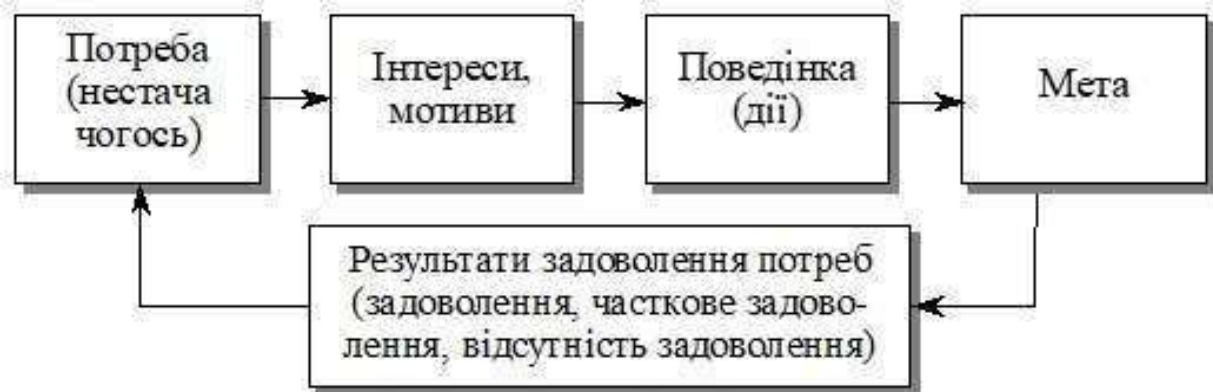 Потреба
(нестача
чогось)
Інтереси,
мотиви
Поведінка
(дії)
Мета
Результати задоволення потреб
(задоволення, часткове задово-
лення, відсутність задоволення)